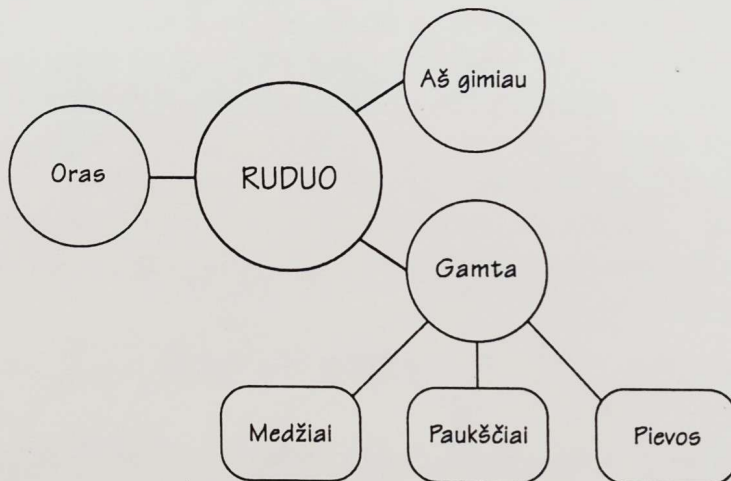 Aš gimiau
Oras
RUDUO
Gamta
Medžiai
Paukščiai
Pievos